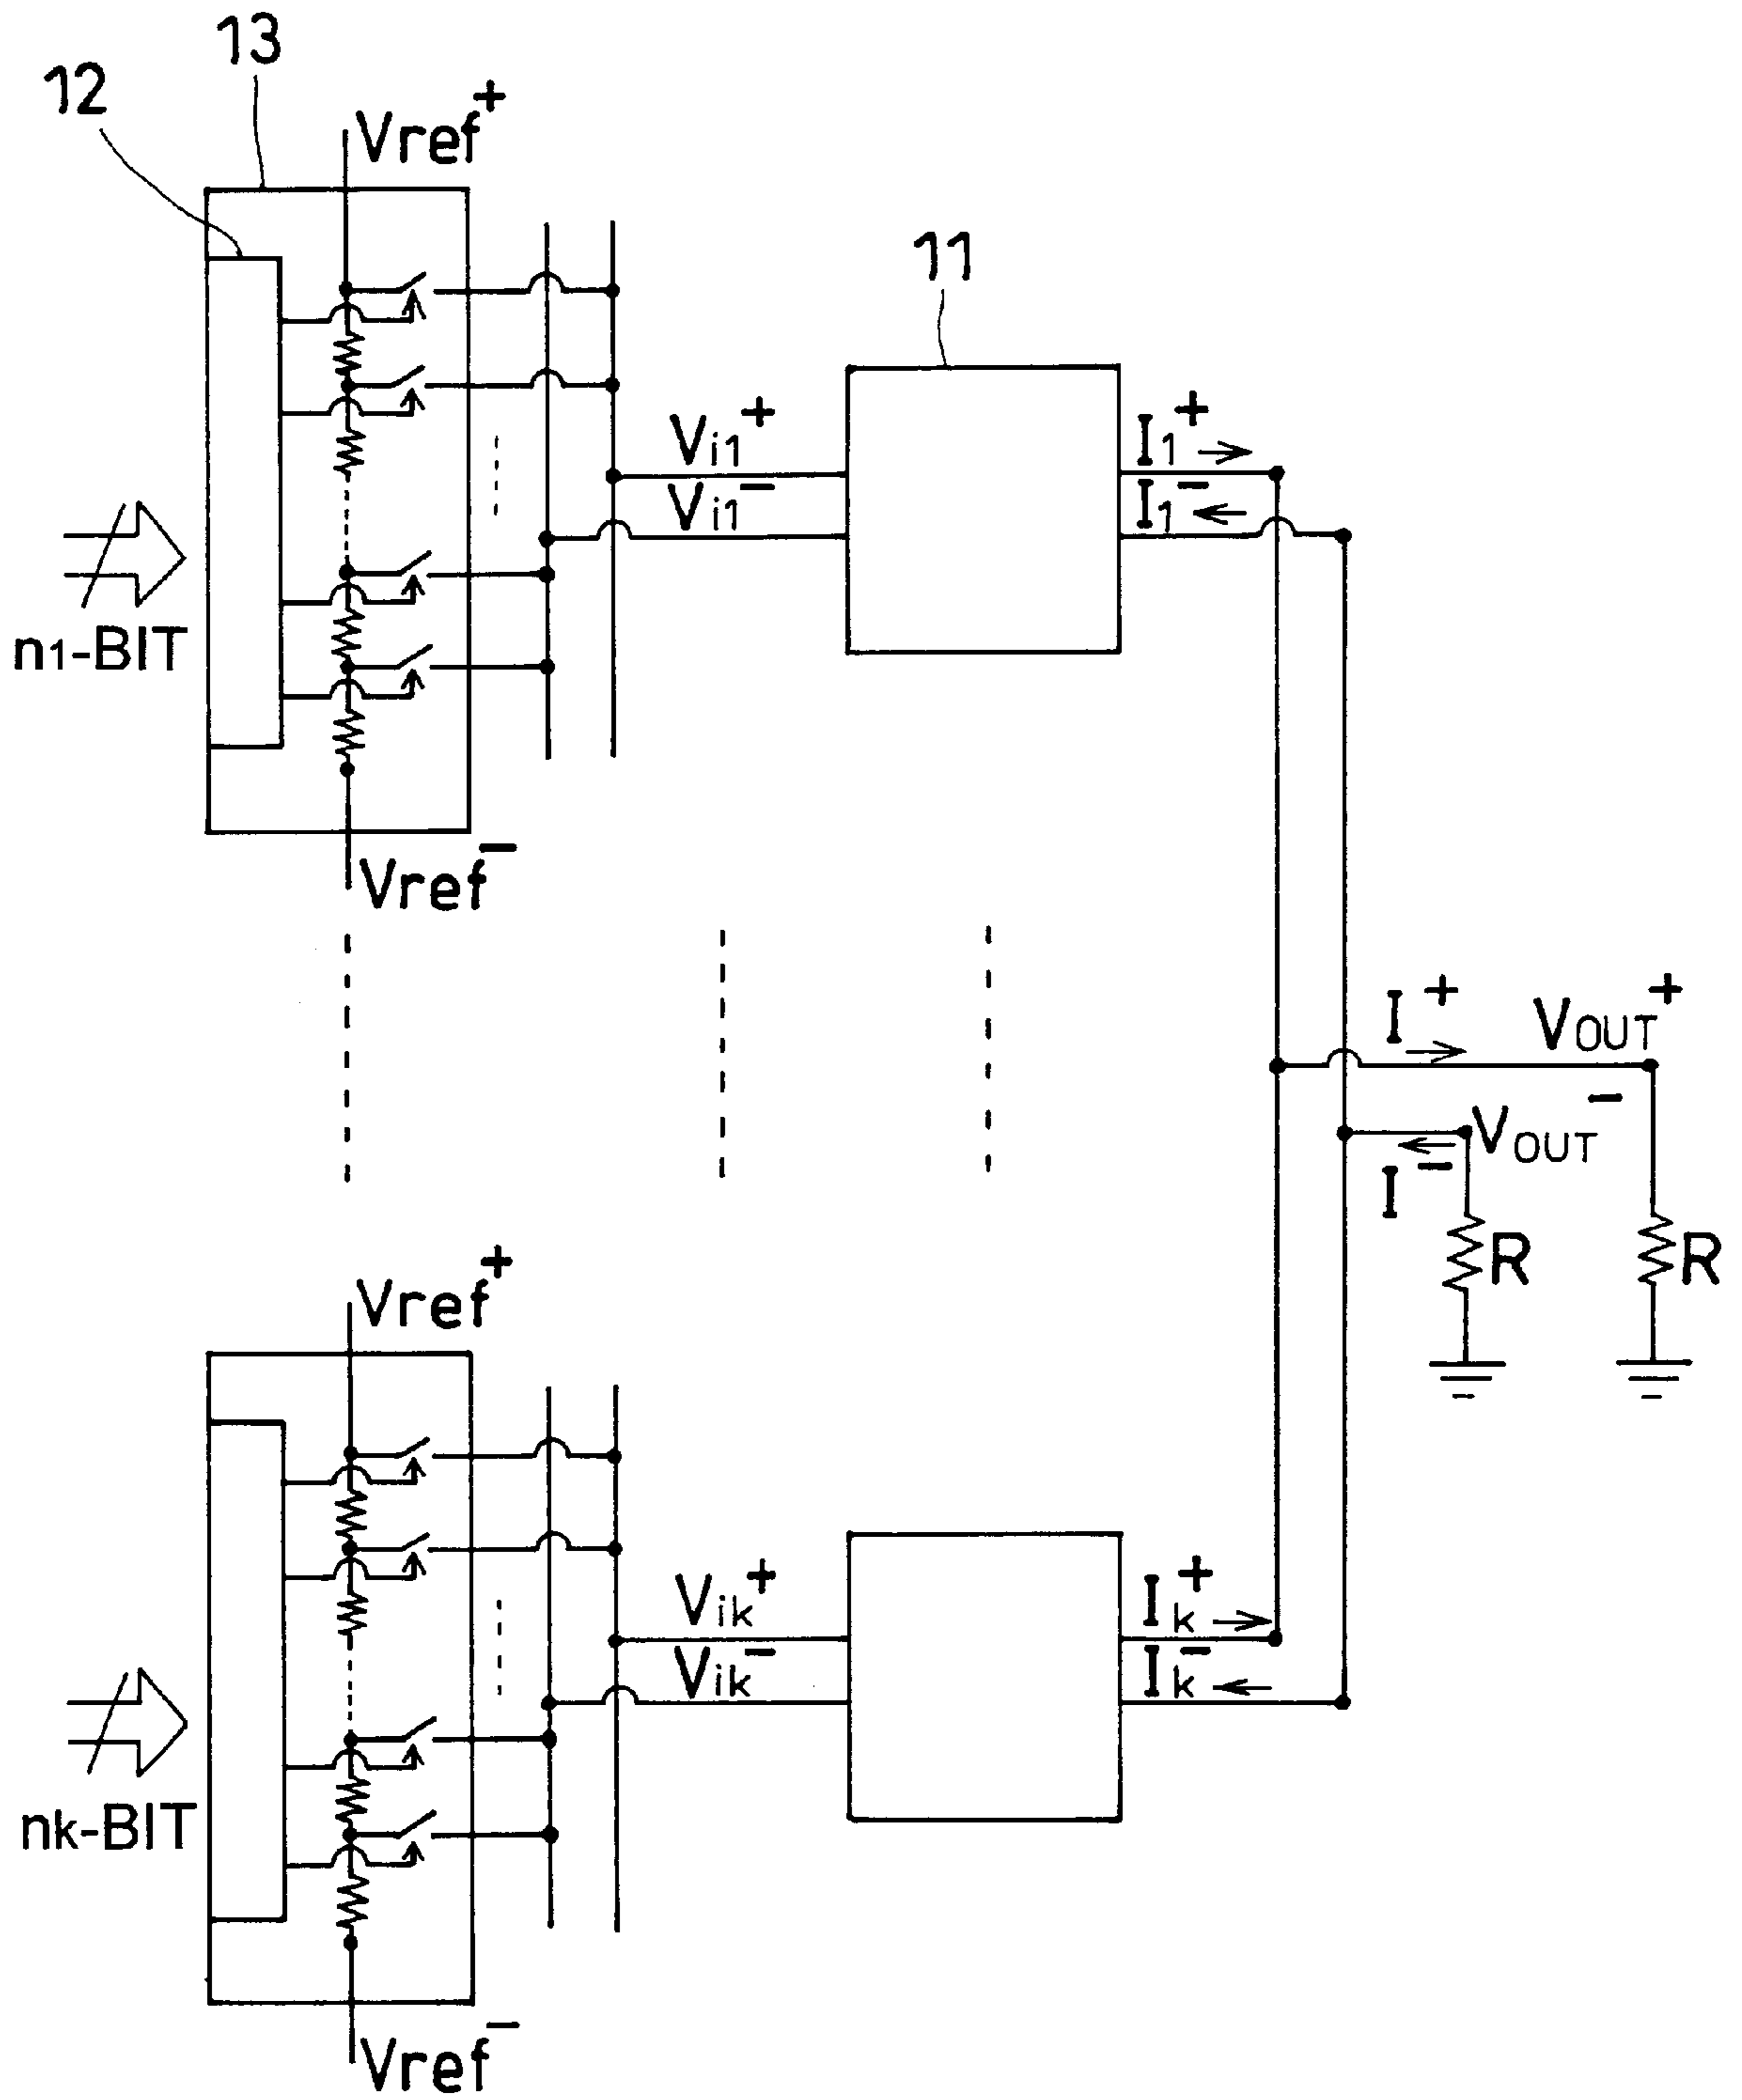 13
12
Vref+
11
Vi1+
I1+
Vi1−
I1−
n1-BIT
Vref−
I+
VOUT+
VOUT−
I−
R
R
Vref+
Vik+
Ik+
Vik−
Ik−
nk-BIT
Vref−